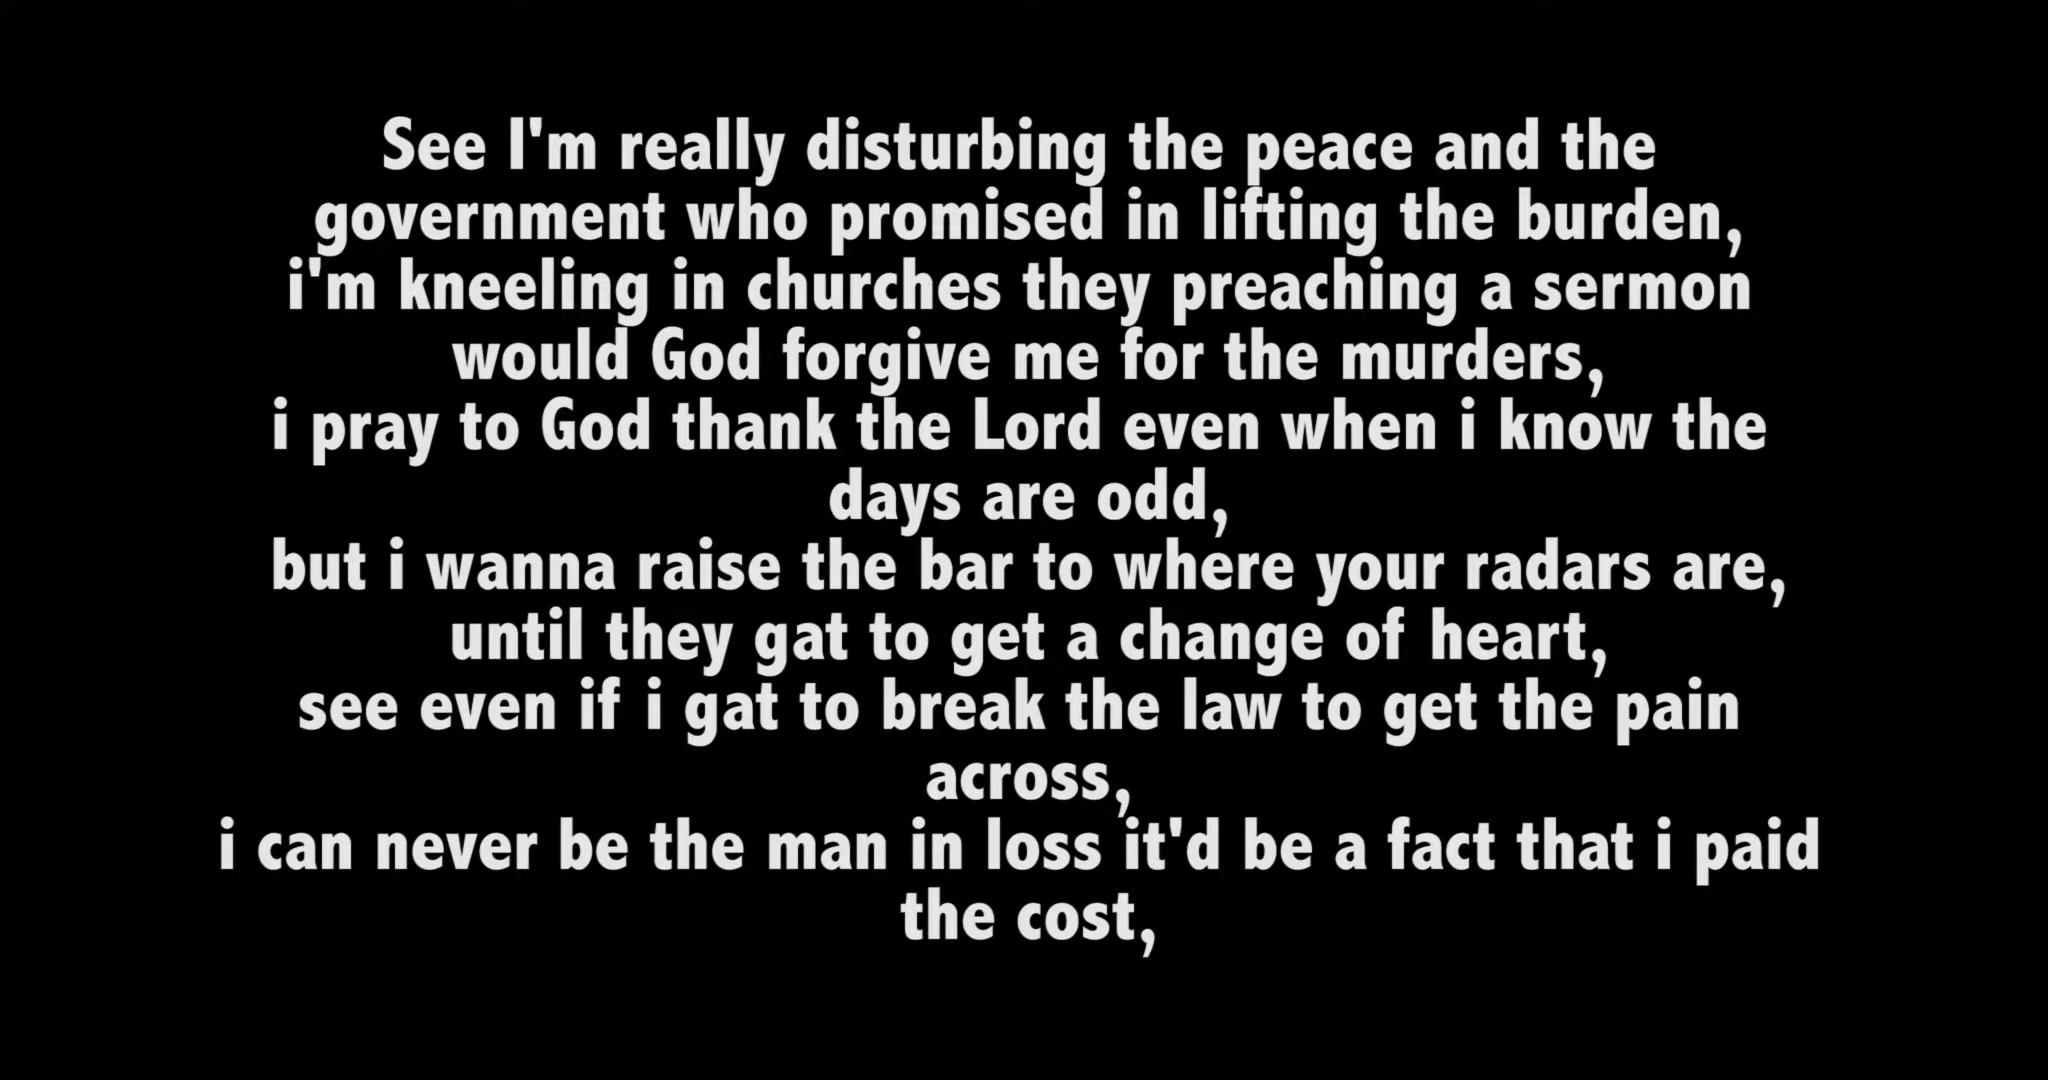 See I'm really disturbing the peace and the
government who promised in lifting the burden,
i'm kneeling in churches they preaching a sermon
would God forgive me for the murders,
i pray to God thank the Lord even when i know the
days are odd,
but i wanna raise the bar to where your radars are,
until they gat to get a change of heart,
see even if i gat to break the law to get the pain
across,
i can never be the man in loss it'd be a fact that i paid
the cost,